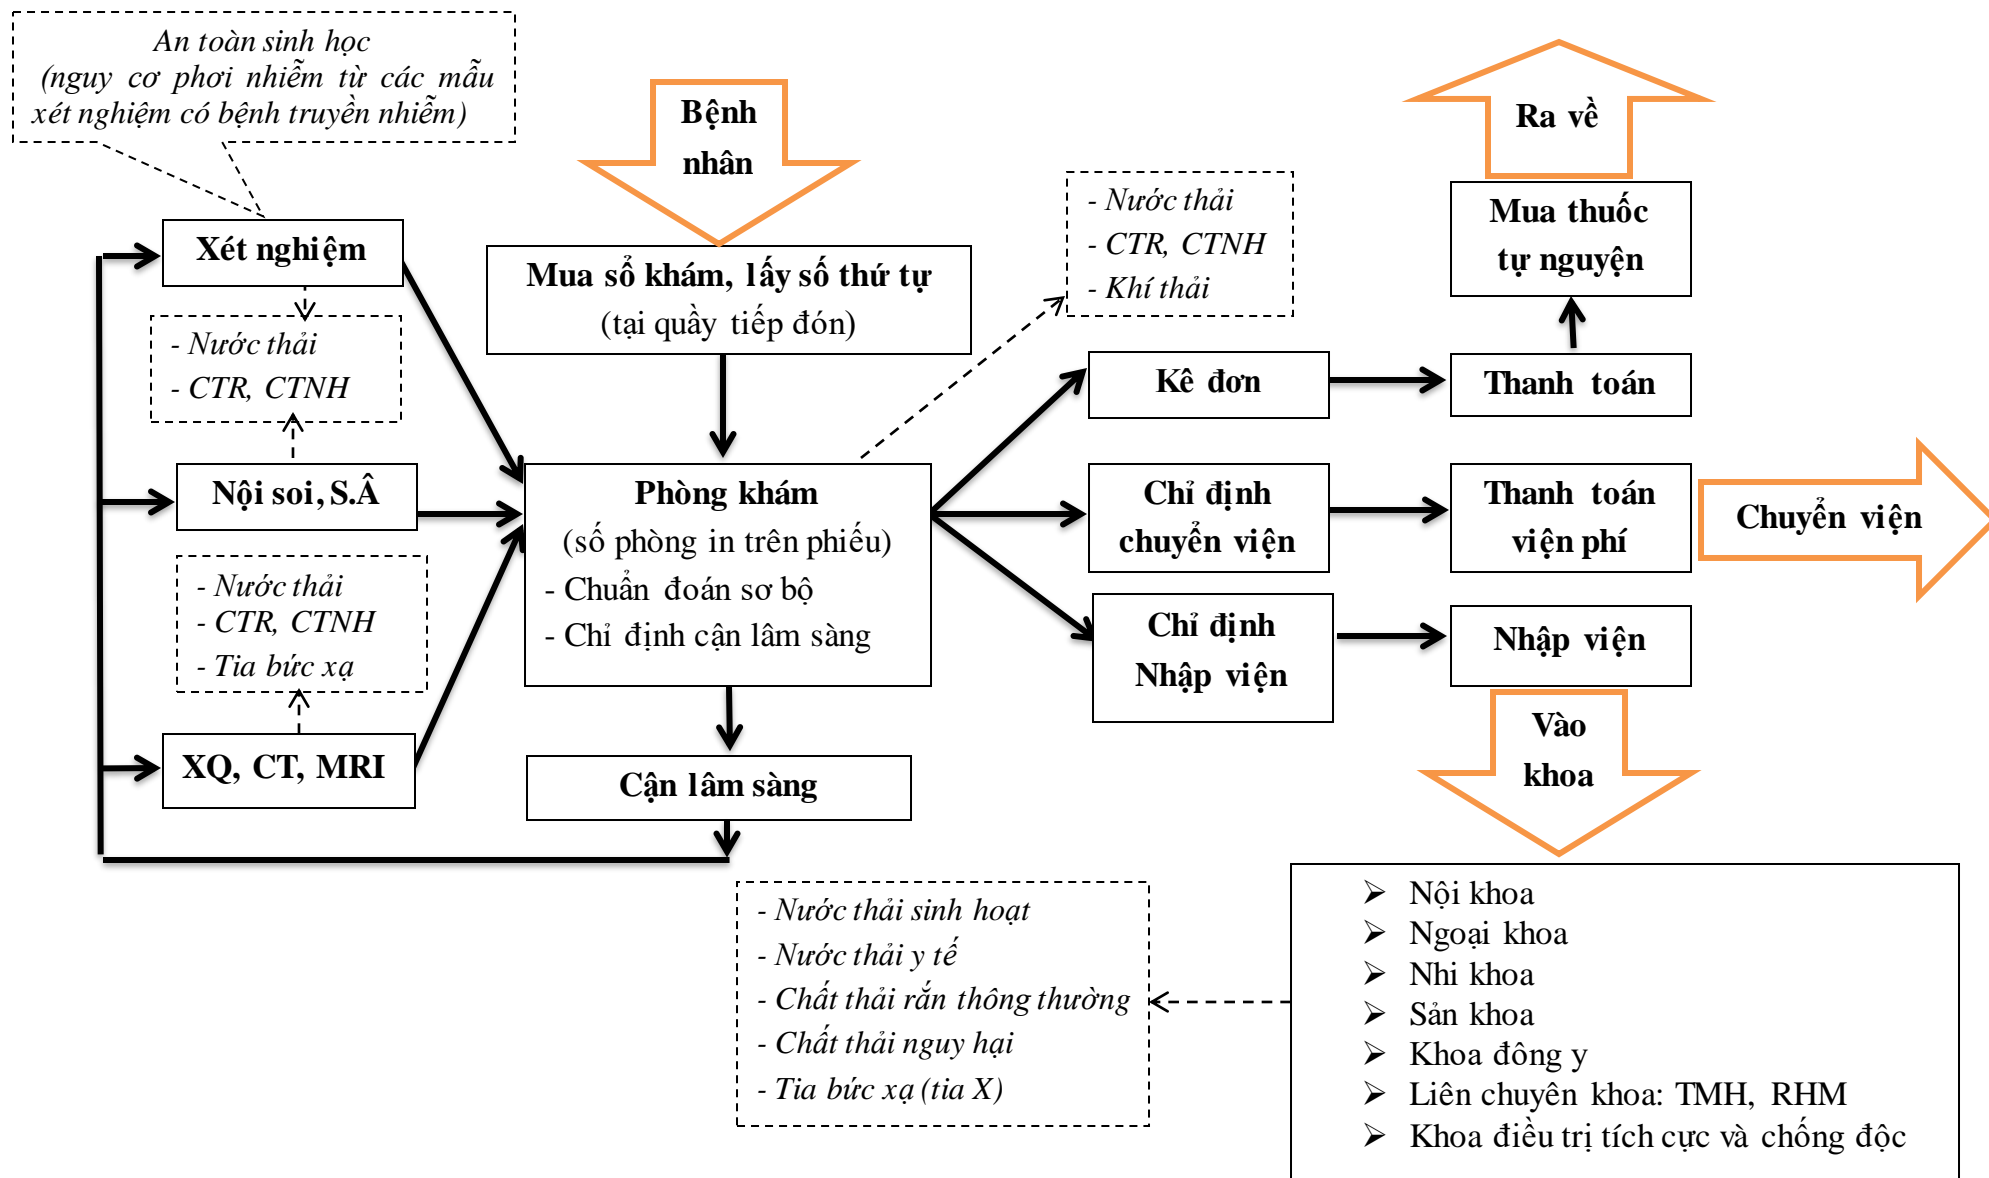 An toàn sinh học
(nguy cơ phơi nhiễm từ các mẫu
xét nghiệm có bệnh truyền nhiễm)
Bệnh
nhân
Ra về
- Nước thải
- CTR, CTNH
- Khí thải
Mua thuốc
tự nguyện
Xét nghiệm
Mua sổ khám, lấy số thứ tự
(tại quầy tiếp đón)
- Nước thải
- CTR, CTNH
Kê đơn
Thanh toán
Nội soi, S.Â
Phòng khám
(số phòng in trên phiếu)
- Chuẩn đoán sơ bộ
- Chỉ định cận lâm sàng
Chỉ định
chuyển viện
Thanh toán
viện phí
Chuyển viện
- Nước thải
- CTR, CTNH
- Tia bức xạ
Chỉ định
Nhập viện
Nhập viện
XQ, CT, MRI
Cận lâm sàng
Vào
khoa
- Nước thải sinh hoạt
- Nước thải y tế
- Chất thải rắn thông thường
- Chất thải nguy hại
- Tia bức xạ (tia X)
➢ Nội khoa
➢ Ngoại khoa
➢ Nhi khoa
➢ Sản khoa
➢ Khoa đông y
➢ Liên chuyên khoa: TMH, RHM
➢ Khoa điều trị tích cực và chống độc